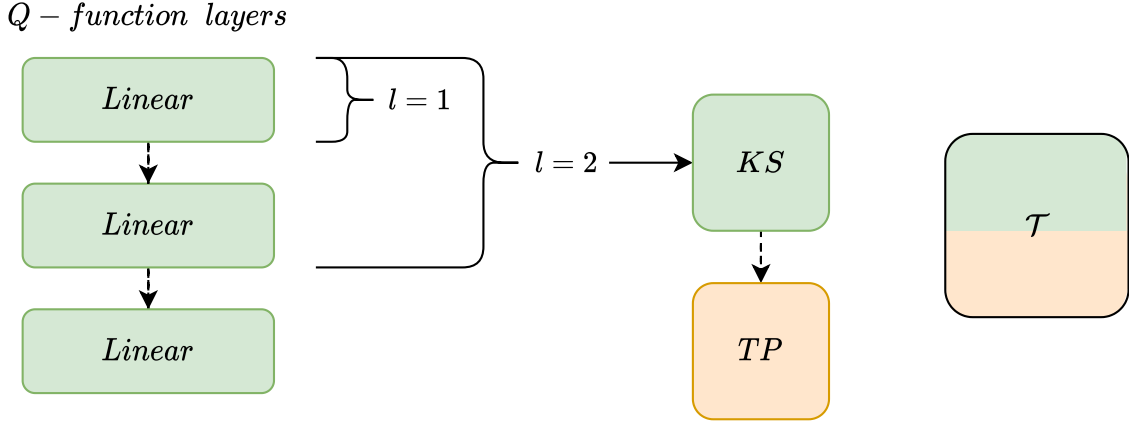 Q − function layers
Linear
l = 1
l = 2
KS
Linear
𝒯
Linear
TP